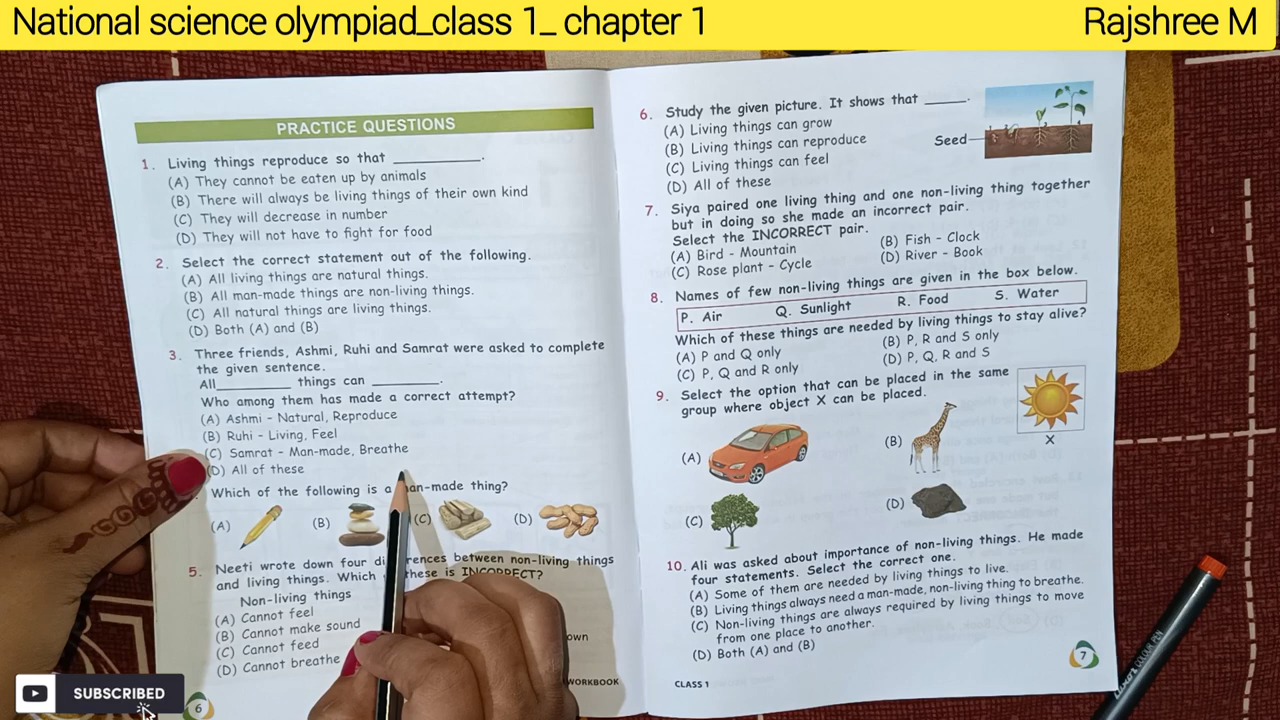 National science olympiad_class 1_ chapter 1
Rajshree M
PRACTICE QUESTIONS
1. Living things reproduce so that __________.
(A) They cannot be eaten up by animals
(B) There will always be living things of their own kind
(C) They will decrease in number
(D) They will not have to fight for food
2. Select the correct statement out of the following.
(A) All living things are natural things.
(B) All man-made things are non-living things.
(C) All natural things are living things.
(D) Both (A) and (B)
3. Three friends, Ashmi, Ruhi and Samrat were asked to complete
the given sentence.
All__________ things can _________.
Who among them has made a correct attempt?
(A) Ashmi - Natural, Reproduce
(B) Ruhi - Living, Feel
(C) Samrat - Man-made, Breathe
(D) All of these
Which of the following is a man-made thing?
(A)
(B)
(C)
(D)
5. Neeti wrote down four differences between non-living things
and living things. Which these is INCORRECT?
Non-living things
(A) Cannot feel
(B) Cannot make sound
(C) Cannot feed
(D) Cannot breathe
own
WORKBOOK
6
SUBSCRIBED
6. Study the given picture. It shows that ______.
(A) Living things can grow
(B) Living things can reproduce
(C) Living things can feel
(D) All of these
Seed
7. Siya paired one living thing and one non-living thing together
but in doing so she made an incorrect pair.
Select the INCORRECT pair.
(A) Bird - Mountain
(B) Fish - Clock
(C) Rose plant - Cycle
(D) River - Book
8. Names of few non-living things are given in the box below.
P. Air Q. Sunlight R. Food S. Water
Which of these things are needed by living things to stay alive?
(A) P and Q only
(B) P, R and S only
(C) P, Q and R only
(D) P, Q, R and S
9. Select the option that can be placed in the same
group where object X can be placed.
X
(A)
(B)
(C)
(D)
10. Ali was asked about importance of non-living things. He made
four statements. Select the correct one.
(A) Some of them are needed by living things to live.
(B) Living things always need a man-made, non-living thing to breathe.
(C) Non-living things are always required by living things to move
from one place to another.
(D) Both (A) and (B)
CLASS 1
7